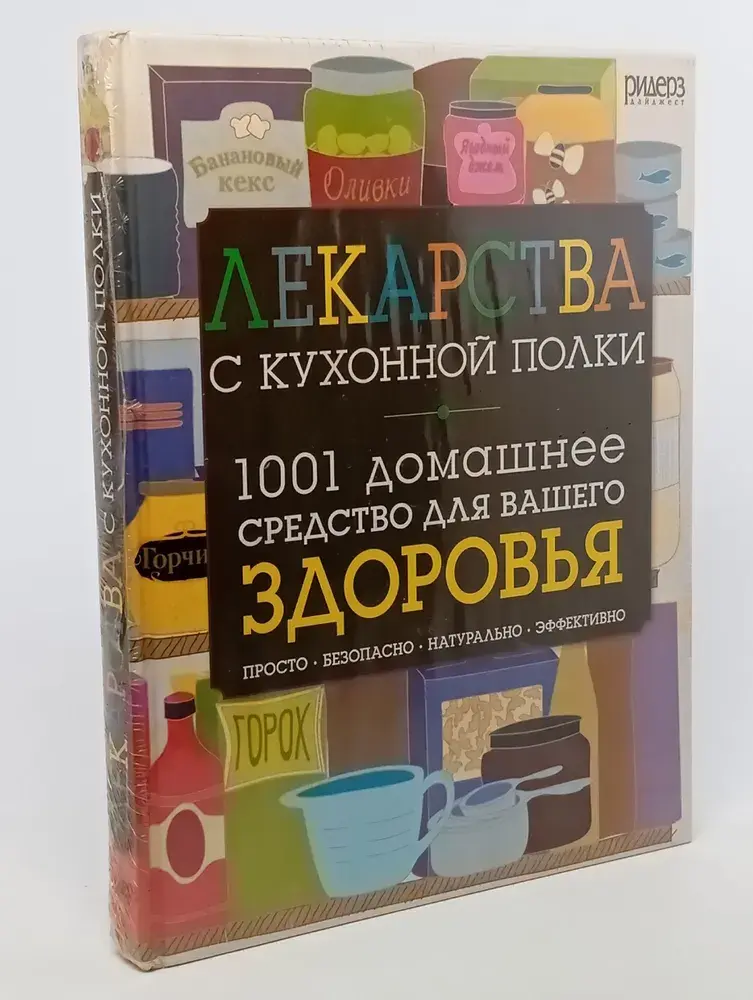 Ридерз
дайджест
Банановый
кекс
Оливки
Ягодный
джем
ЛЕКАРСТВА
С КУХОННОЙ ПОЛКИ
1001 домашнее
средство для вашего
ЗДОРОВЬЯ
ПРОСТО · БЕЗОПАСНО · НАТУРАЛЬНО · ЭФФЕКТИВНО
Горчи
ГОРОХ
С КУХОННОЙ ПОЛКИ